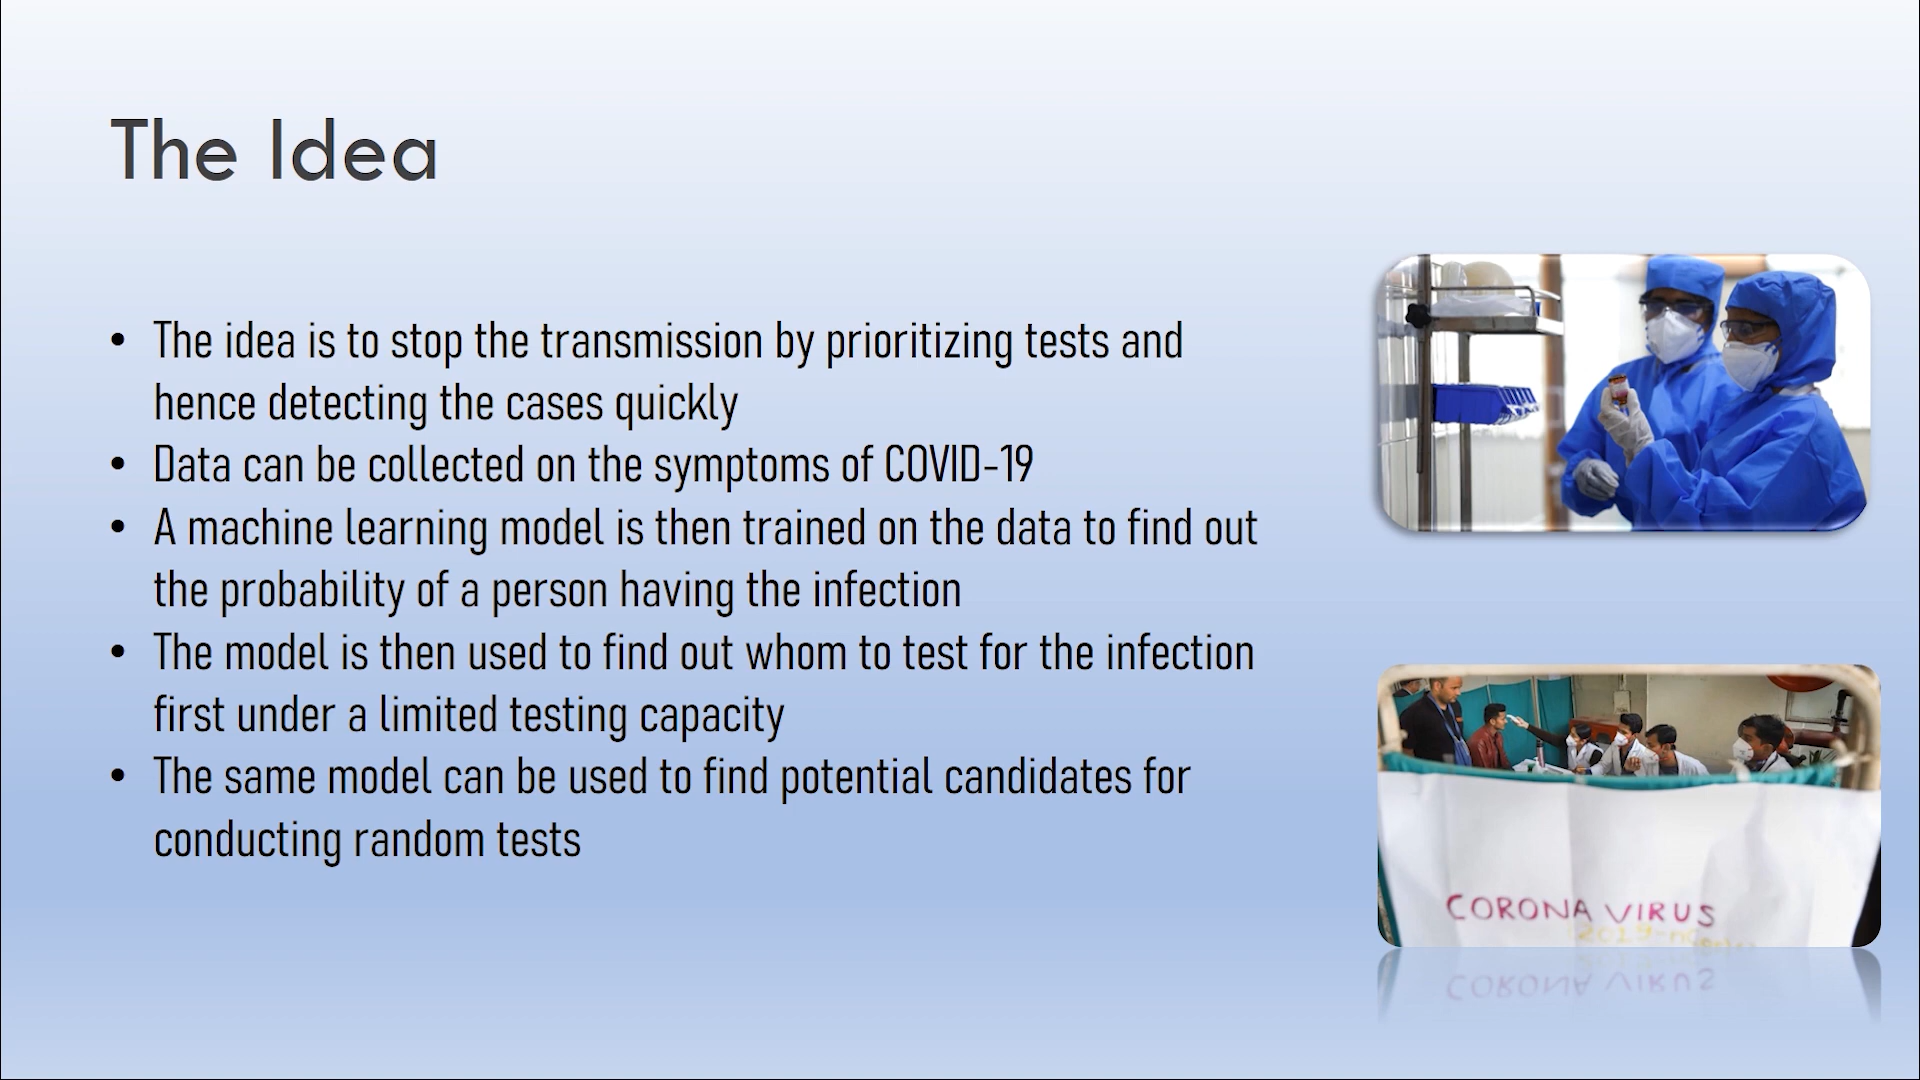 The Idea
• The idea is to stop the transmission by prioritizing tests and
hence detecting the cases quickly
• Data can be collected on the symptoms of COVID-19
• A machine learning model is then trained on the data to find out
the probability of a person having the infection
• The model is then used to find out whom to test for the infection
first under a limited testing capacity
• The same model can be used to find potential candidates for
conducting random tests
CORONA VIRUS